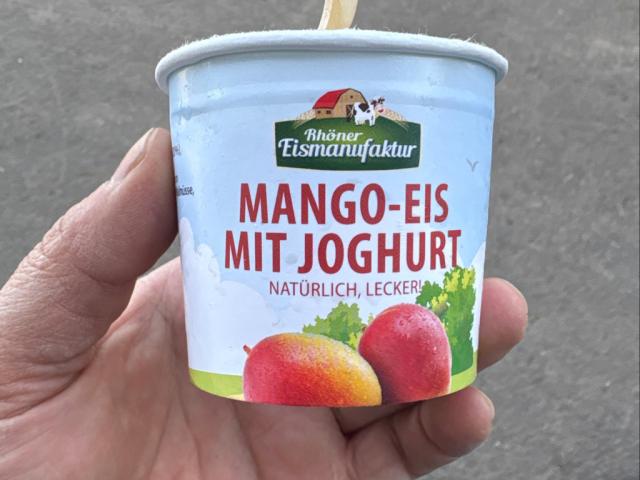 Rhöner
Eismanufaktur
MANGO-EIS
MIT JOGHURT
NATÜRLICH, LECKER!